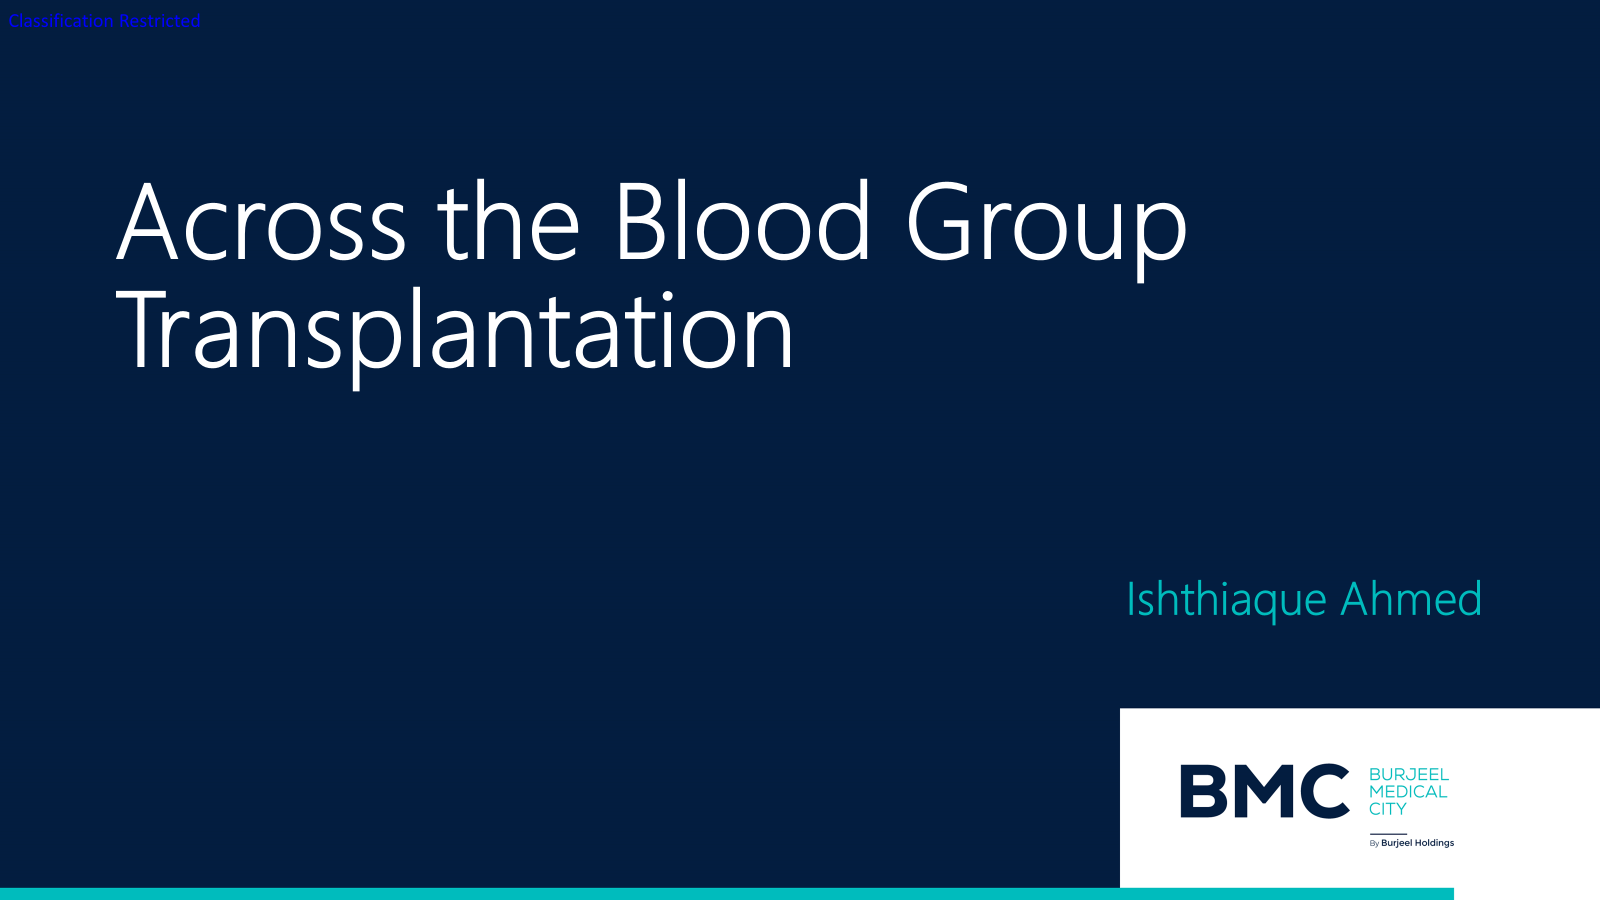 Classification Restricted
Across the Blood Group
Transplantation
Ishthiaque Ahmed
BMC
BURJEEL
MEDICAL
CITY
By Burjeel Holdings